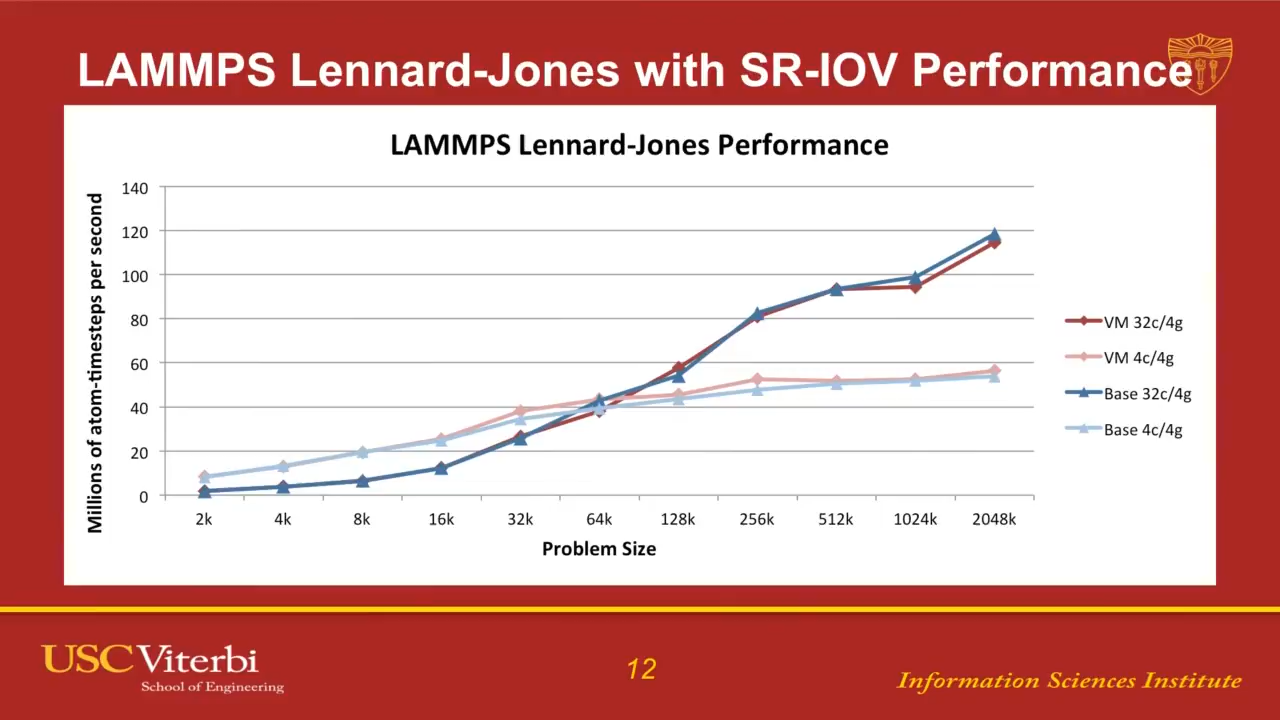 LAMMPS Lennard-Jones with SR-IOV Performance
LAMMPS Lennard-Jones Performance
Millions of atom-timesteps per second
140
120
100
80
60
40
20
0
2k 4k 8k 16k 32k 64k 128k 256k 512k 1024k 2048k
Problem Size
VM 32c/4g
VM 4c/4g
Base 32c/4g
Base 4c/4g
USC Viterbi
School of Engineering
12
Information Sciences Institute